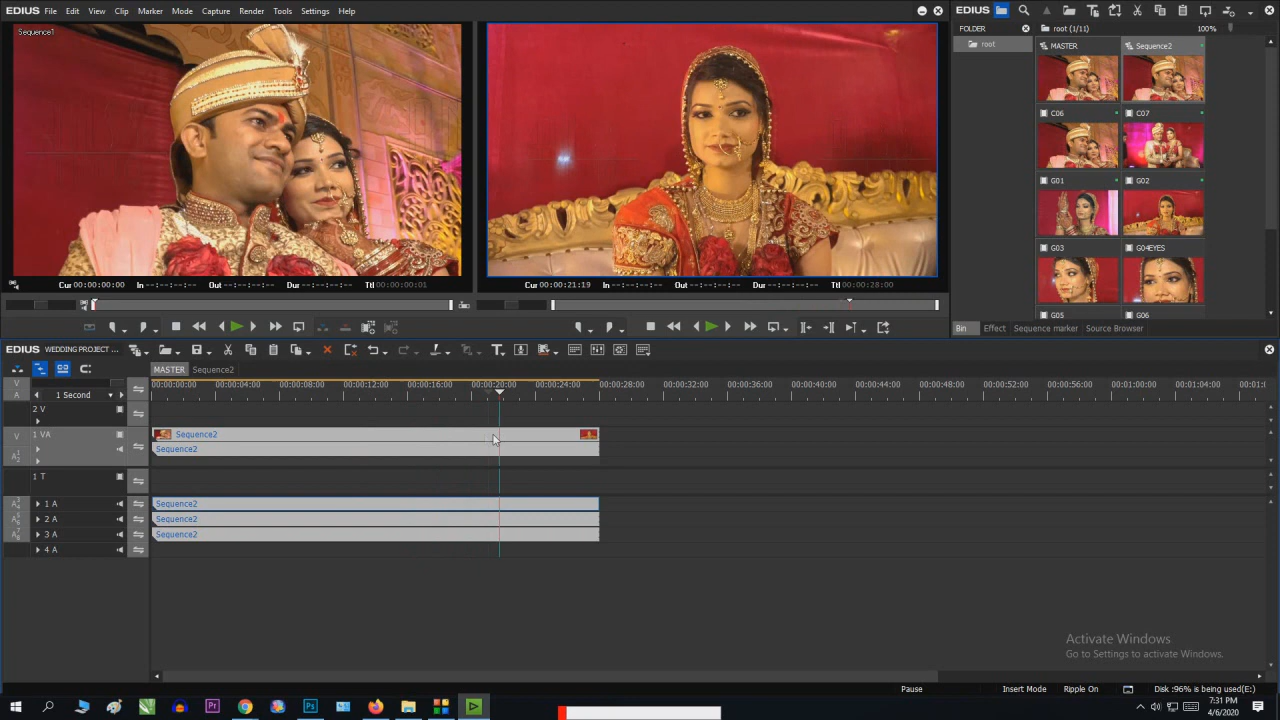 EDIUS File Edit View Clip Marker Mode Capture Render Tools Settings Help
Sequence1
Cur 00:00:00:00 In --:--:--:-- Out --:--:--:-- Dur --:--:--:-- Ttl 00:00:00:01
Cur 00:00:21:19 In --:--:--:-- Out --:--:--:-- Dur --:--:--:-- Ttl 00:00:28:00
EDIUS
FOLDER
root (1/11)
100%
root
MASTER
Sequence2
C06
C07
G01
G02
G03
G04EYES
G05
G06
Bin Effect Sequence marker Source Browser
EDIUS WEDDING PROJECT ...
MASTER Sequence2
V
A
1 Second
00:00:00:00 00:00:04:00 00:00:08:00 00:00:12:00 00:00:16:00 00:00:20:00 00:00:24:00 00:00:28:00 00:00:32:00 00:00:36:00 00:00:40:00 00:00:44:00 00:00:48:00 00:00:52:00 00:00:56:00 00:01:00:00 00:01:04:00 00:01:0
2 V
V 1 VA Sequence2
A12 Sequence2
1 T
A34 1 A Sequence2
A56 2 A Sequence2
A78 3 A Sequence2
4 A
Activate Windows
Go to Settings to activate Windows.
Pause Insert Mode Ripple On Disk :96% is being used(E:)
Pr
Ps
7:31 PM
4/6/2020